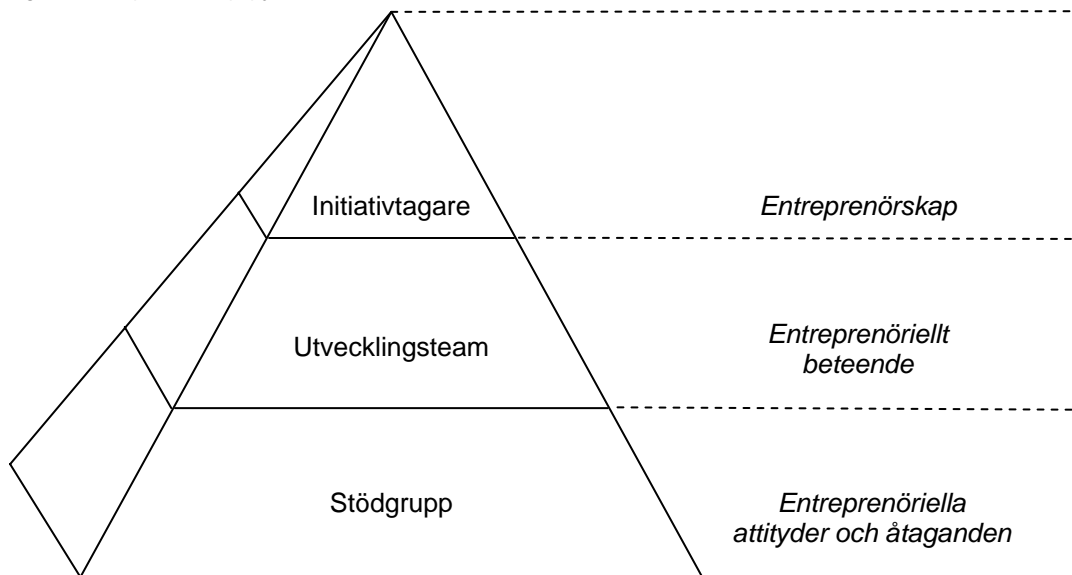 Initiativtagare
Entreprenörskap
Utvecklingsteam
Entreprenöriellt
beteende
Stödgrupp
Entreprenöriella
attityder och åtaganden